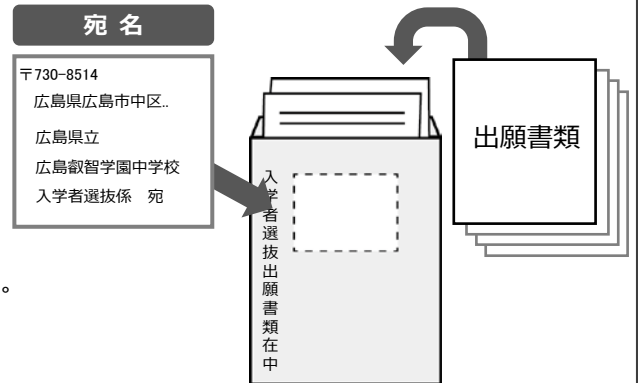 宛 名
〒730-8514
広島県広島市中区..
広島県立
広島叡智学園中学校
入学者選抜係　宛
出願書類
入学者選抜出願書類在中
。